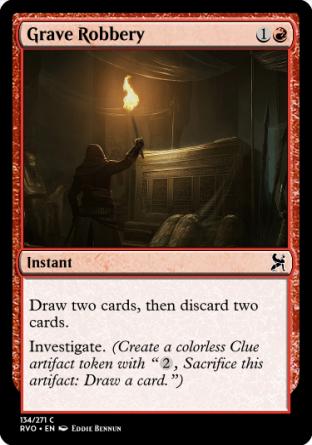 Grave Robbery 1
Instant
Draw two cards, then discard two
cards.
Investigate. (Create a colorless Clue
artifact token with “2, Sacrifice this
artifact: Draw a card.”)
134/271 C
RVO • EN Eddie Bennun